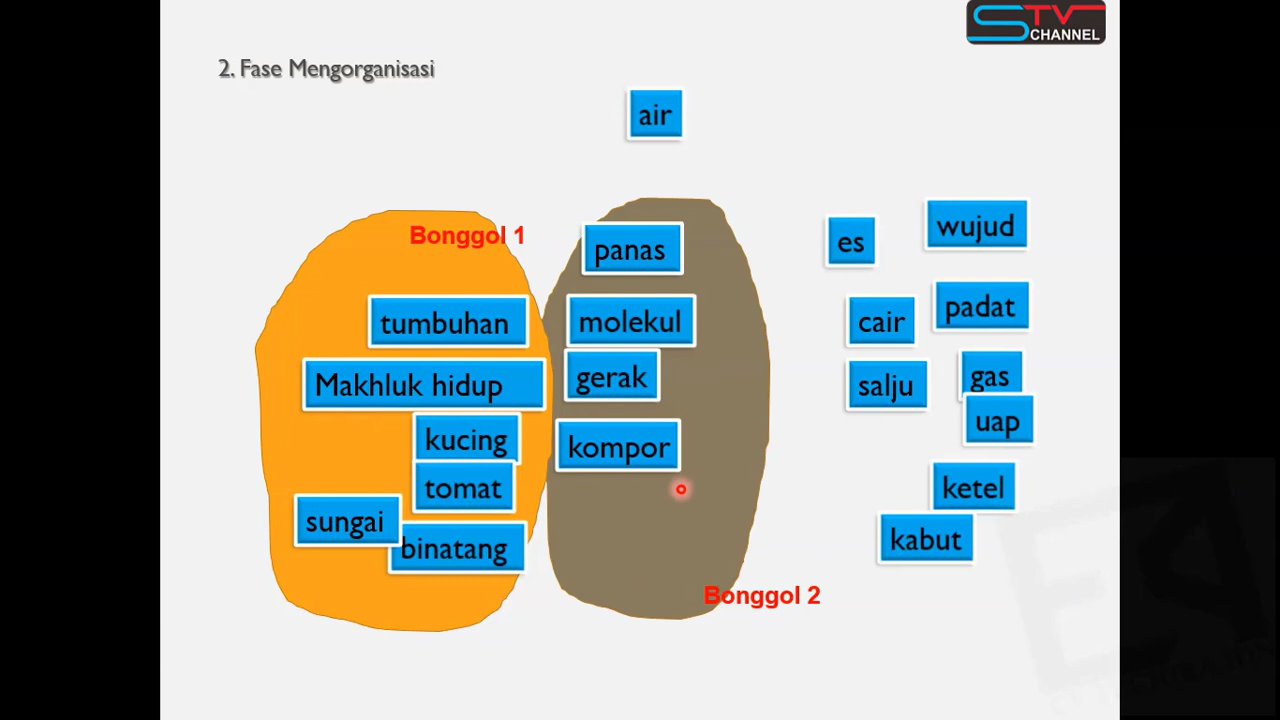 STV
CHANNEL
2. Fase Mengorganisasi
air
Bonggol 1
tumbuhan
Makhluk hidup
kucing
tomat
sungai
binatang
panas
molekul
gerak
kompor
Bonggol 2
es
wujud
cair
padat
salju
gas
uap
ketel
kabut